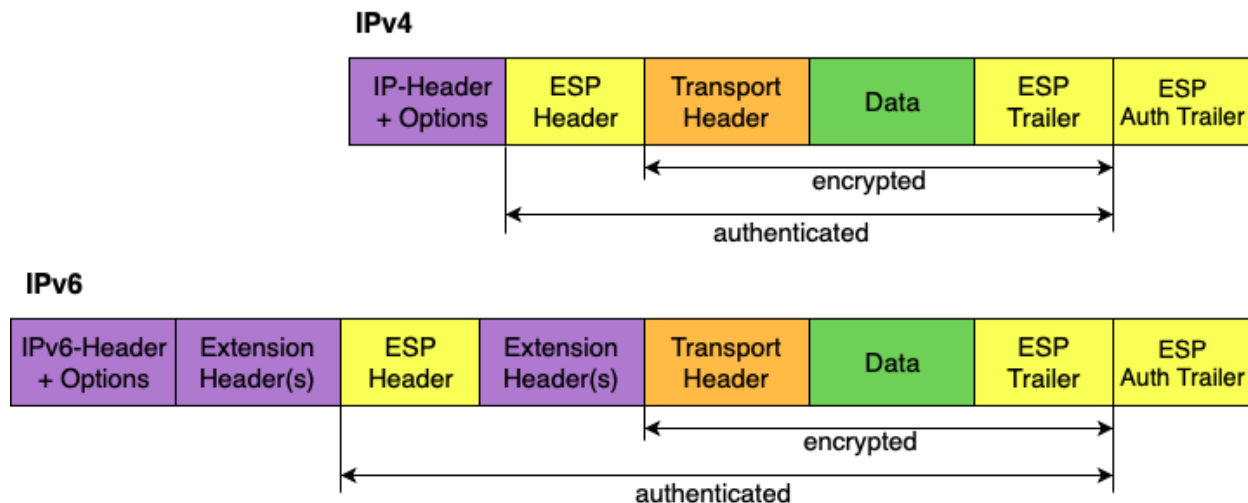 IPv4
IP-Header
+ Options
ESP
Header
Transport
Header
Data
ESP
Trailer
ESP
Auth Trailer
encrypted
authenticated
IPv6
IPv6-Header
+ Options
Extension
Header(s)
ESP
Header
Extension
Header(s)
Transport
Header
Data
ESP
Trailer
ESP
Auth Trailer
encrypted
authenticated